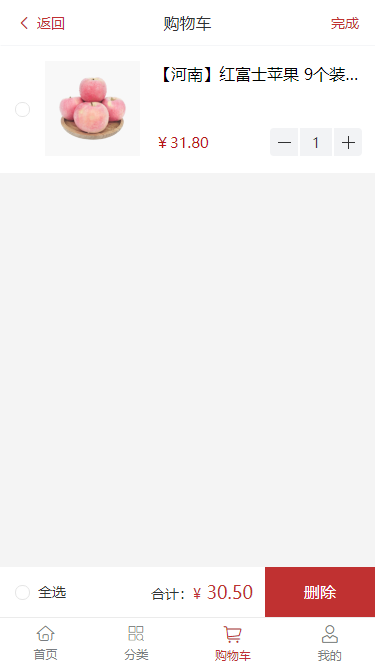 返回
购物车
完成
【河南】红富士苹果 9个装...
￥31.80
1
全选
合计：￥ 30.50
删除
首页
分类
购物车
我的